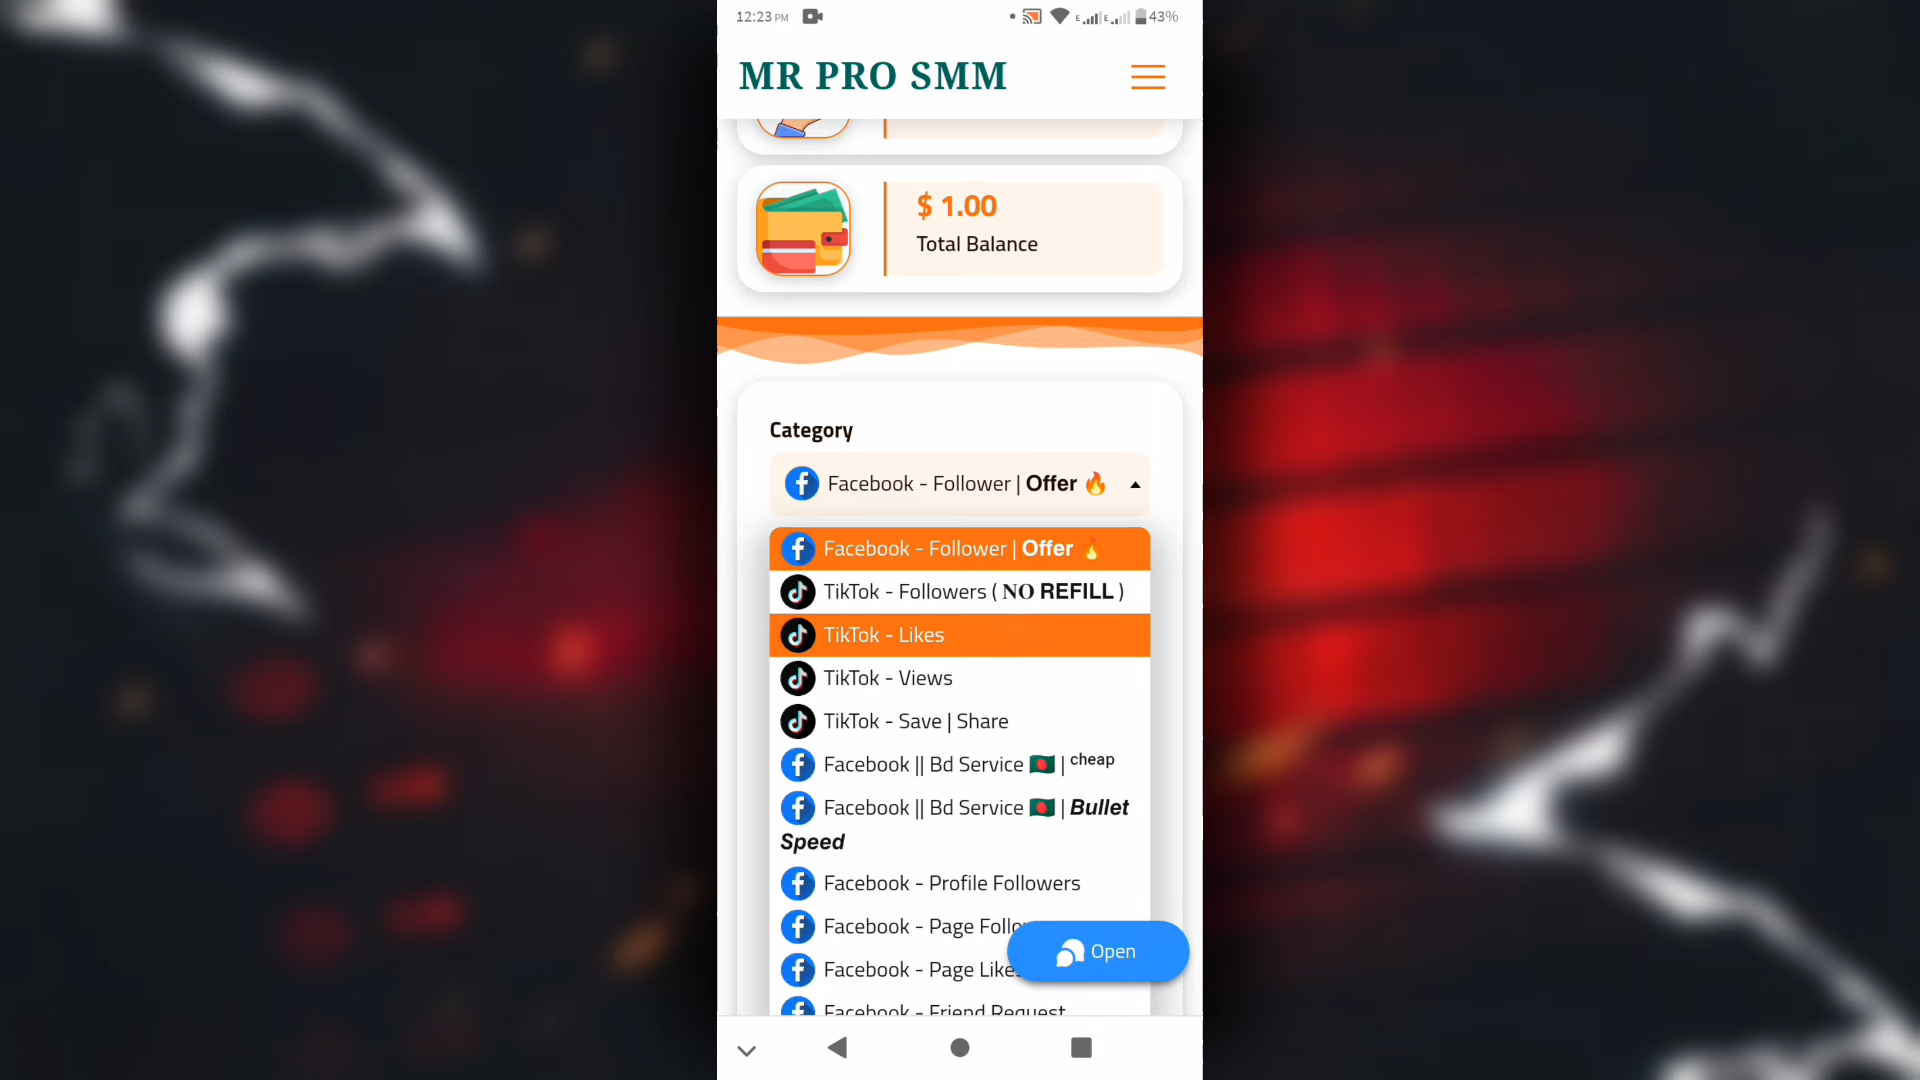 12:23 PM
E E 43%
MR PRO SMM
$ 1.00
Total Balance
Category
Facebook - Follower | Offer 🔥
Facebook - Follower | Offer 🔥
TikTok - Followers ( NO REFILL )
TikTok - Likes
TikTok - Views
TikTok - Save | Share
Facebook || Bd Service 🇧🇩 | cheap
Facebook || Bd Service 🇧🇩 | Bullet
Speed
Facebook - Profile Followers
Facebook - Page Follo
Facebook - Page Like
Open
Facebook - Friend Request